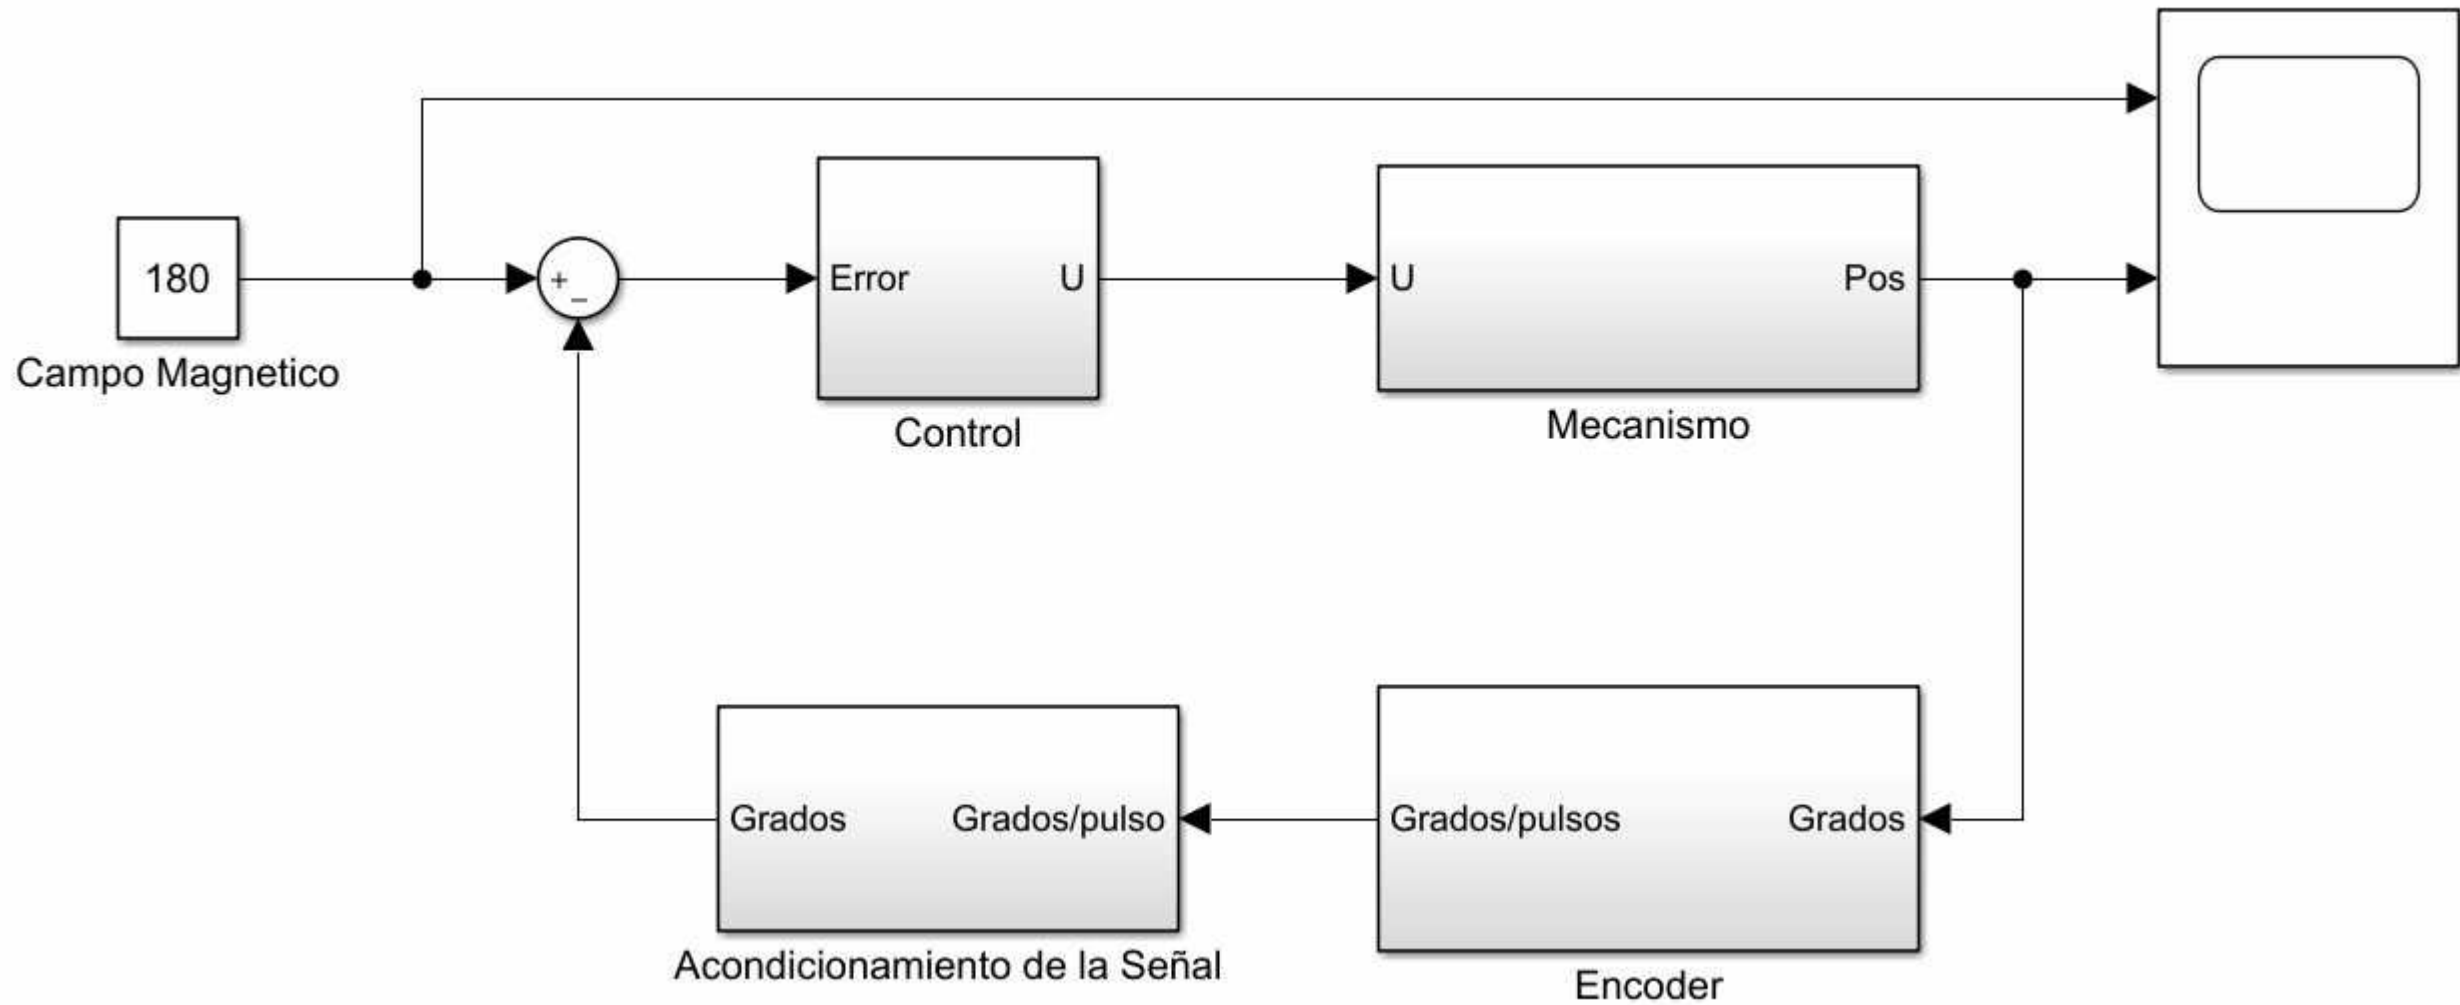 180
Campo Magnetico
+
−
Error
U
Control
U
Pos
Mecanismo
Grados
Grados/pulso
Acondicionamiento de la Señal
Grados/pulsos
Grados
Encoder